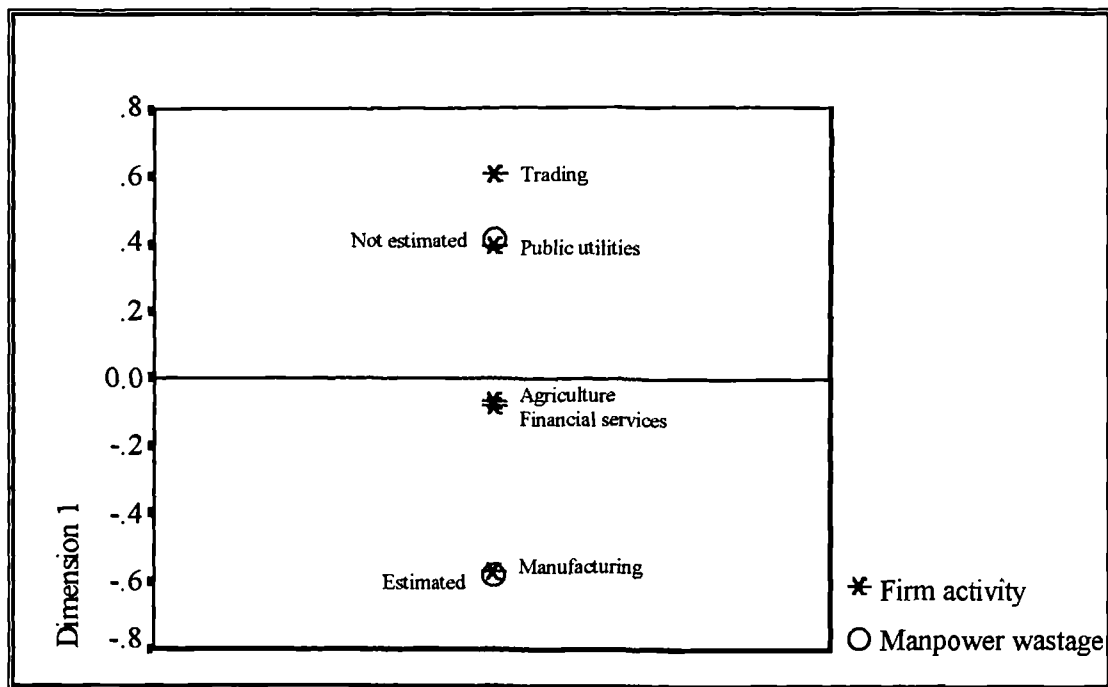 .8
.6
Trading
Not estimated
.4
Public utilities
.2
0.0
Agriculture
Financial services
-.2
-.4
Manufacturing
Estimated
-.6
-.8
Dimension 1
Firm activity
Manpower wastage